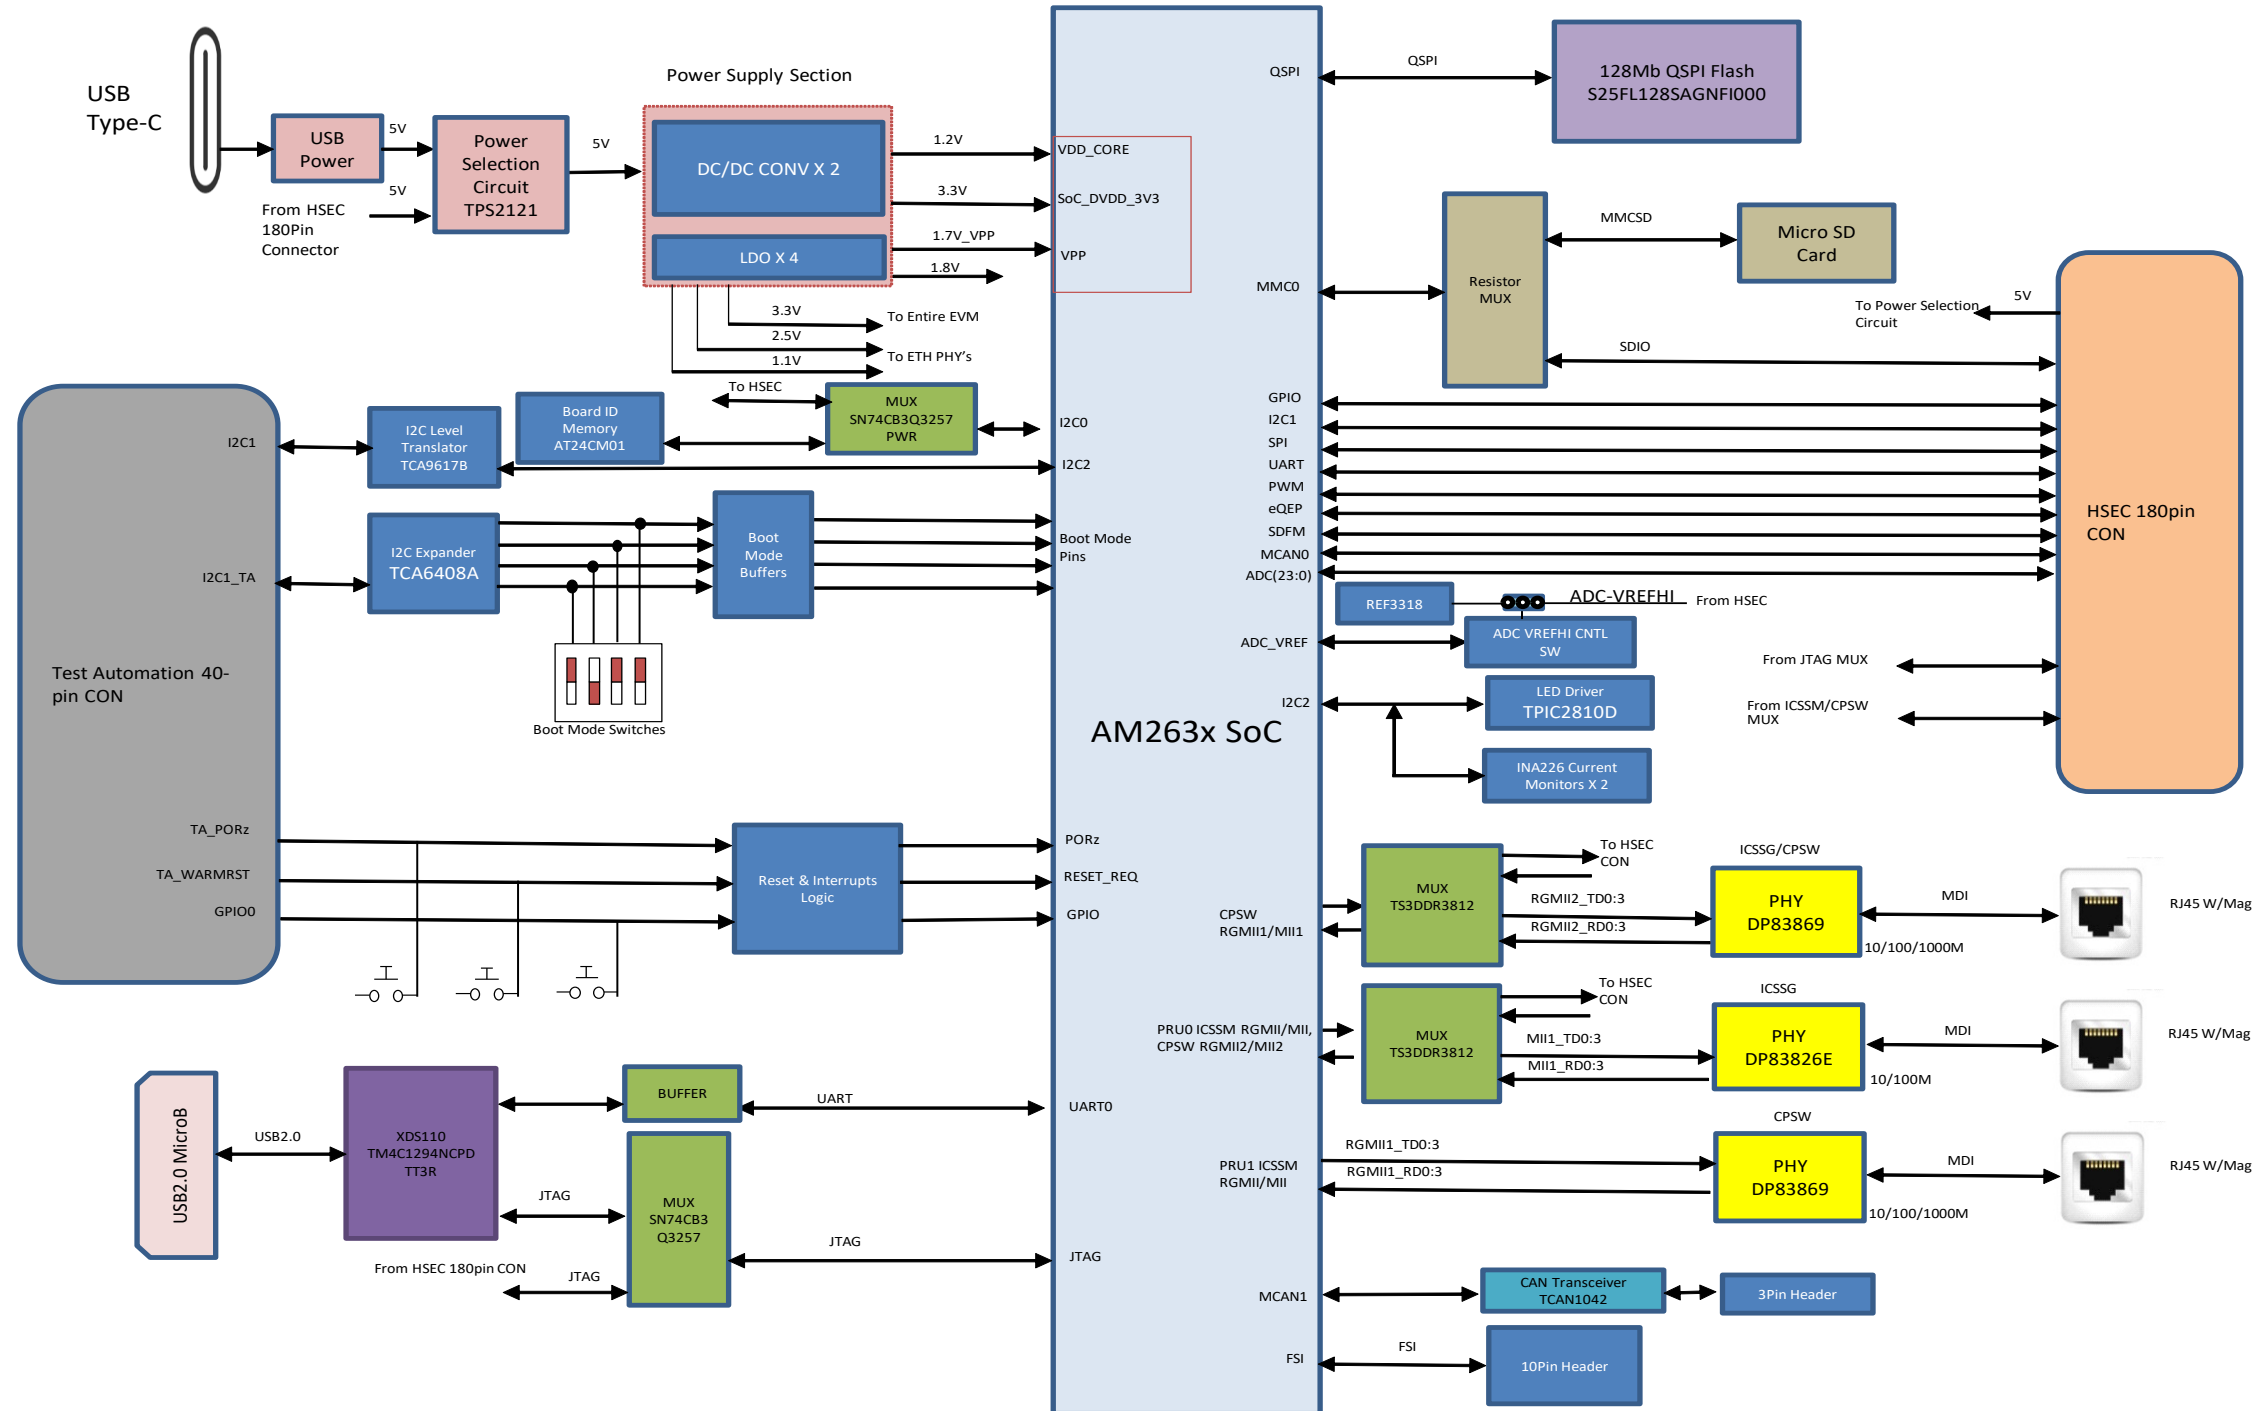 USB
Type-C
USB
Power
5V
5V
From HSEC
180Pin
Connector
Power
Selection
Circuit
TPS2121
5V
Power Supply Section
DC/DC CONV X 2
LDO X 4
1.2V
3.3V
1.7V_VPP
1.8V
3.3V
To Entire EVM
2.5V
To ETH PHY's
1.1V
VDD_CORE
SoC_DVDD_3V3
VPP
To HSEC
MUX
SN74CB3Q3257
PWR
Board ID
Memory
AT24CM01
I2C Level
Translator
TCA9617B
I2C1
I2C0
I2C2
I2C Expander
TCA6408A
I2C1_TA
Boot
Mode
Buffers
Boot Mode
Pins
Boot Mode Switches
Test Automation 40-
pin CON
TA_PORz
TA_WARMRST
GPIO0
Reset & Interrupts
Logic
PORz
RESET_REQ
GPIO
USB2.0 MicroB
USB2.0
XDS110
TM4C1294NCPD
TT3R
BUFFER
UART
UART0
JTAG
MUX
SN74CB3
Q3257
JTAG
JTAG
From HSEC 180pin CON
JTAG
AM263x SoC
QSPI
QSPI
128Mb QSPI Flash
S25FL128SAGNFI000
MMC0
Resistor
MUX
MMCSD
Micro SD
Card
SDIO
To Power Selection
Circuit
5V
GPIO
I2C1
SPI
UART
PWM
eQEP
SDFM
MCAN0
ADC(23:0)
HSEC 180pin
CON
REF3318
ADC-VREFHI
From HSEC
ADC_VREF
ADC VREFHI CNTL
SW
From JTAG MUX
I2C2
LED Driver
TPIC2810D
From ICSSM/CPSW
MUX
INA226 Current
Monitors X 2
CPSW
RGMII1/MII1
MUX
TS3DDR3812
To HSEC
CON
RGMII2_TD0:3
RGMII2_RD0:3
ICSSG/CPSW
PHY
DP83869
10/100/1000M
MDI
RJ45 W/Mag
PRU0 ICSSM RGMII/MII,
CPSW RGMII2/MII2
MUX
TS3DDR3812
To HSEC
CON
MII1_TD0:3
MII1_RD0:3
ICSSG
PHY
DP83826E
10/100M
MDI
RJ45 W/Mag
PRU1 ICSSM
RGMII/MII
RGMII1_TD0:3
RGMII1_RD0:3
CPSW
PHY
DP83869
10/100/1000M
MDI
RJ45 W/Mag
MCAN1
CAN Transceiver
TCAN1042
3Pin Header
FSI
FSI
10Pin Header